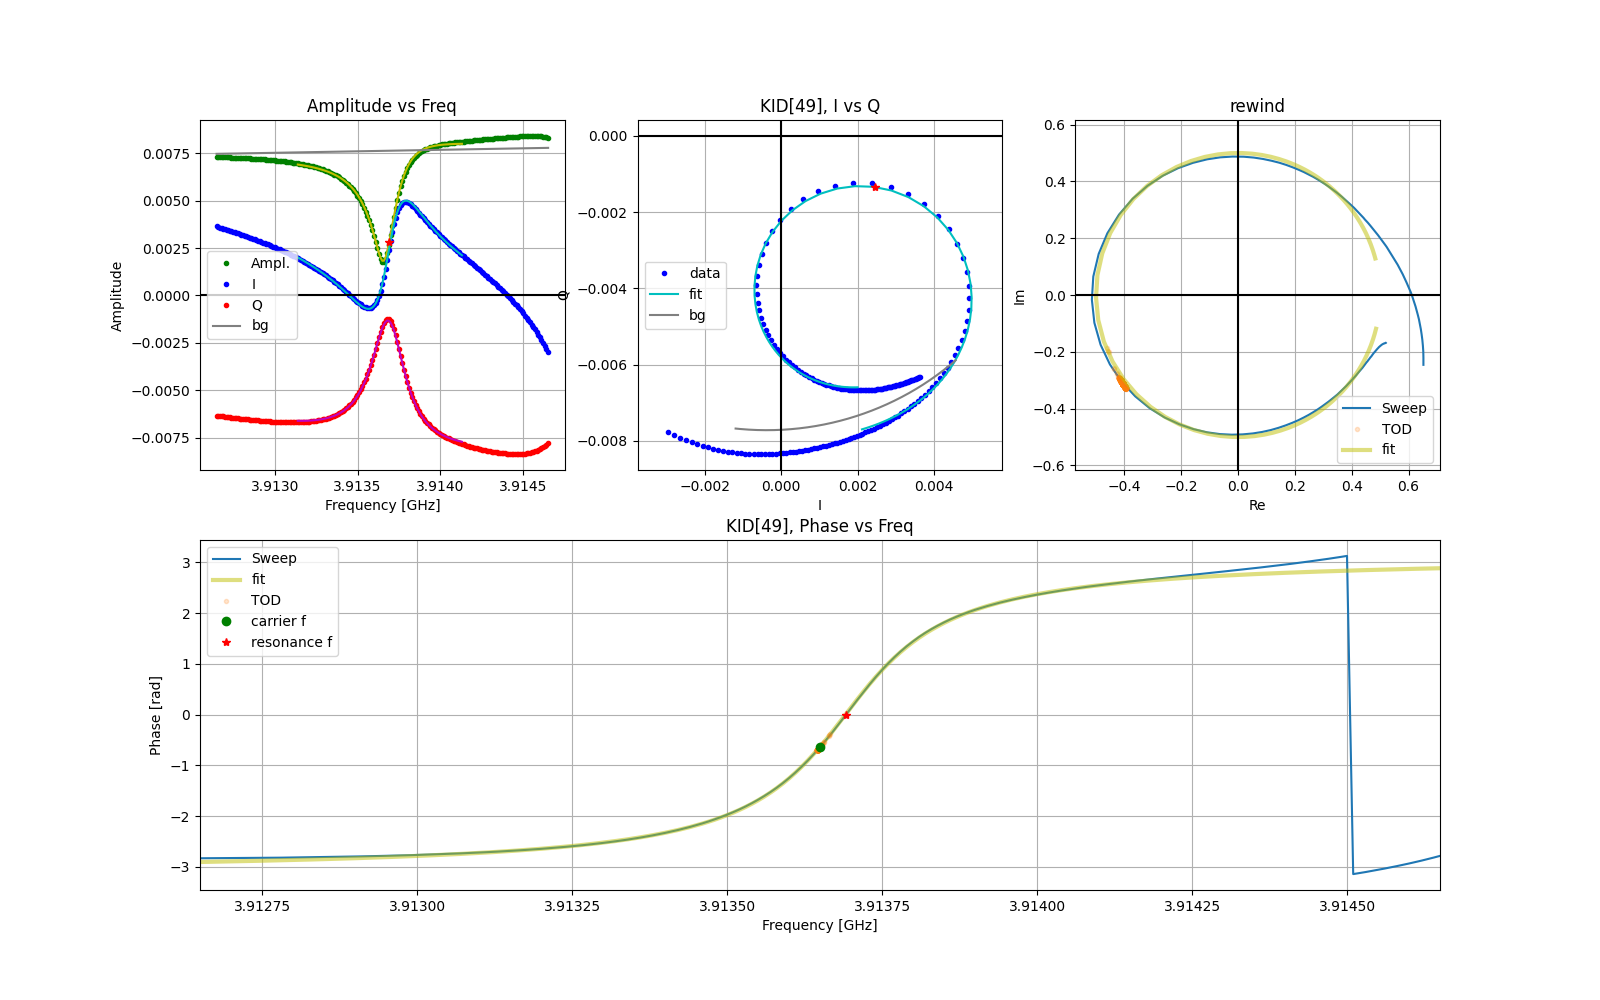 Amplitude vs Freq
Amplitude
0.0075
0.0050
0.0025
0.0000
−0.0025
−0.0050
−0.0075
Ampl.
I
Q
bg
3.9130 3.9135 3.9140 3.9145
Frequency [GHz]
KID[49], I vs Q
Q
0.000
−0.002
−0.004
−0.006
−0.008
data
fit
bg
−0.002 0.000 0.002 0.004
I
rewind
Im
0.6
0.4
0.2
0.0
−0.2
−0.4
−0.6
Sweep
TOD
fit
−0.4 −0.2 0.0 0.2 0.4 0.6
Re
KID[49], Phase vs Freq
Phase [rad]
3
2
1
0
−1
−2
−3
Sweep
fit
TOD
carrier f
resonance f
3.91275 3.91300 3.91325 3.91350 3.91375 3.91400 3.91425 3.91450
Frequency [GHz]